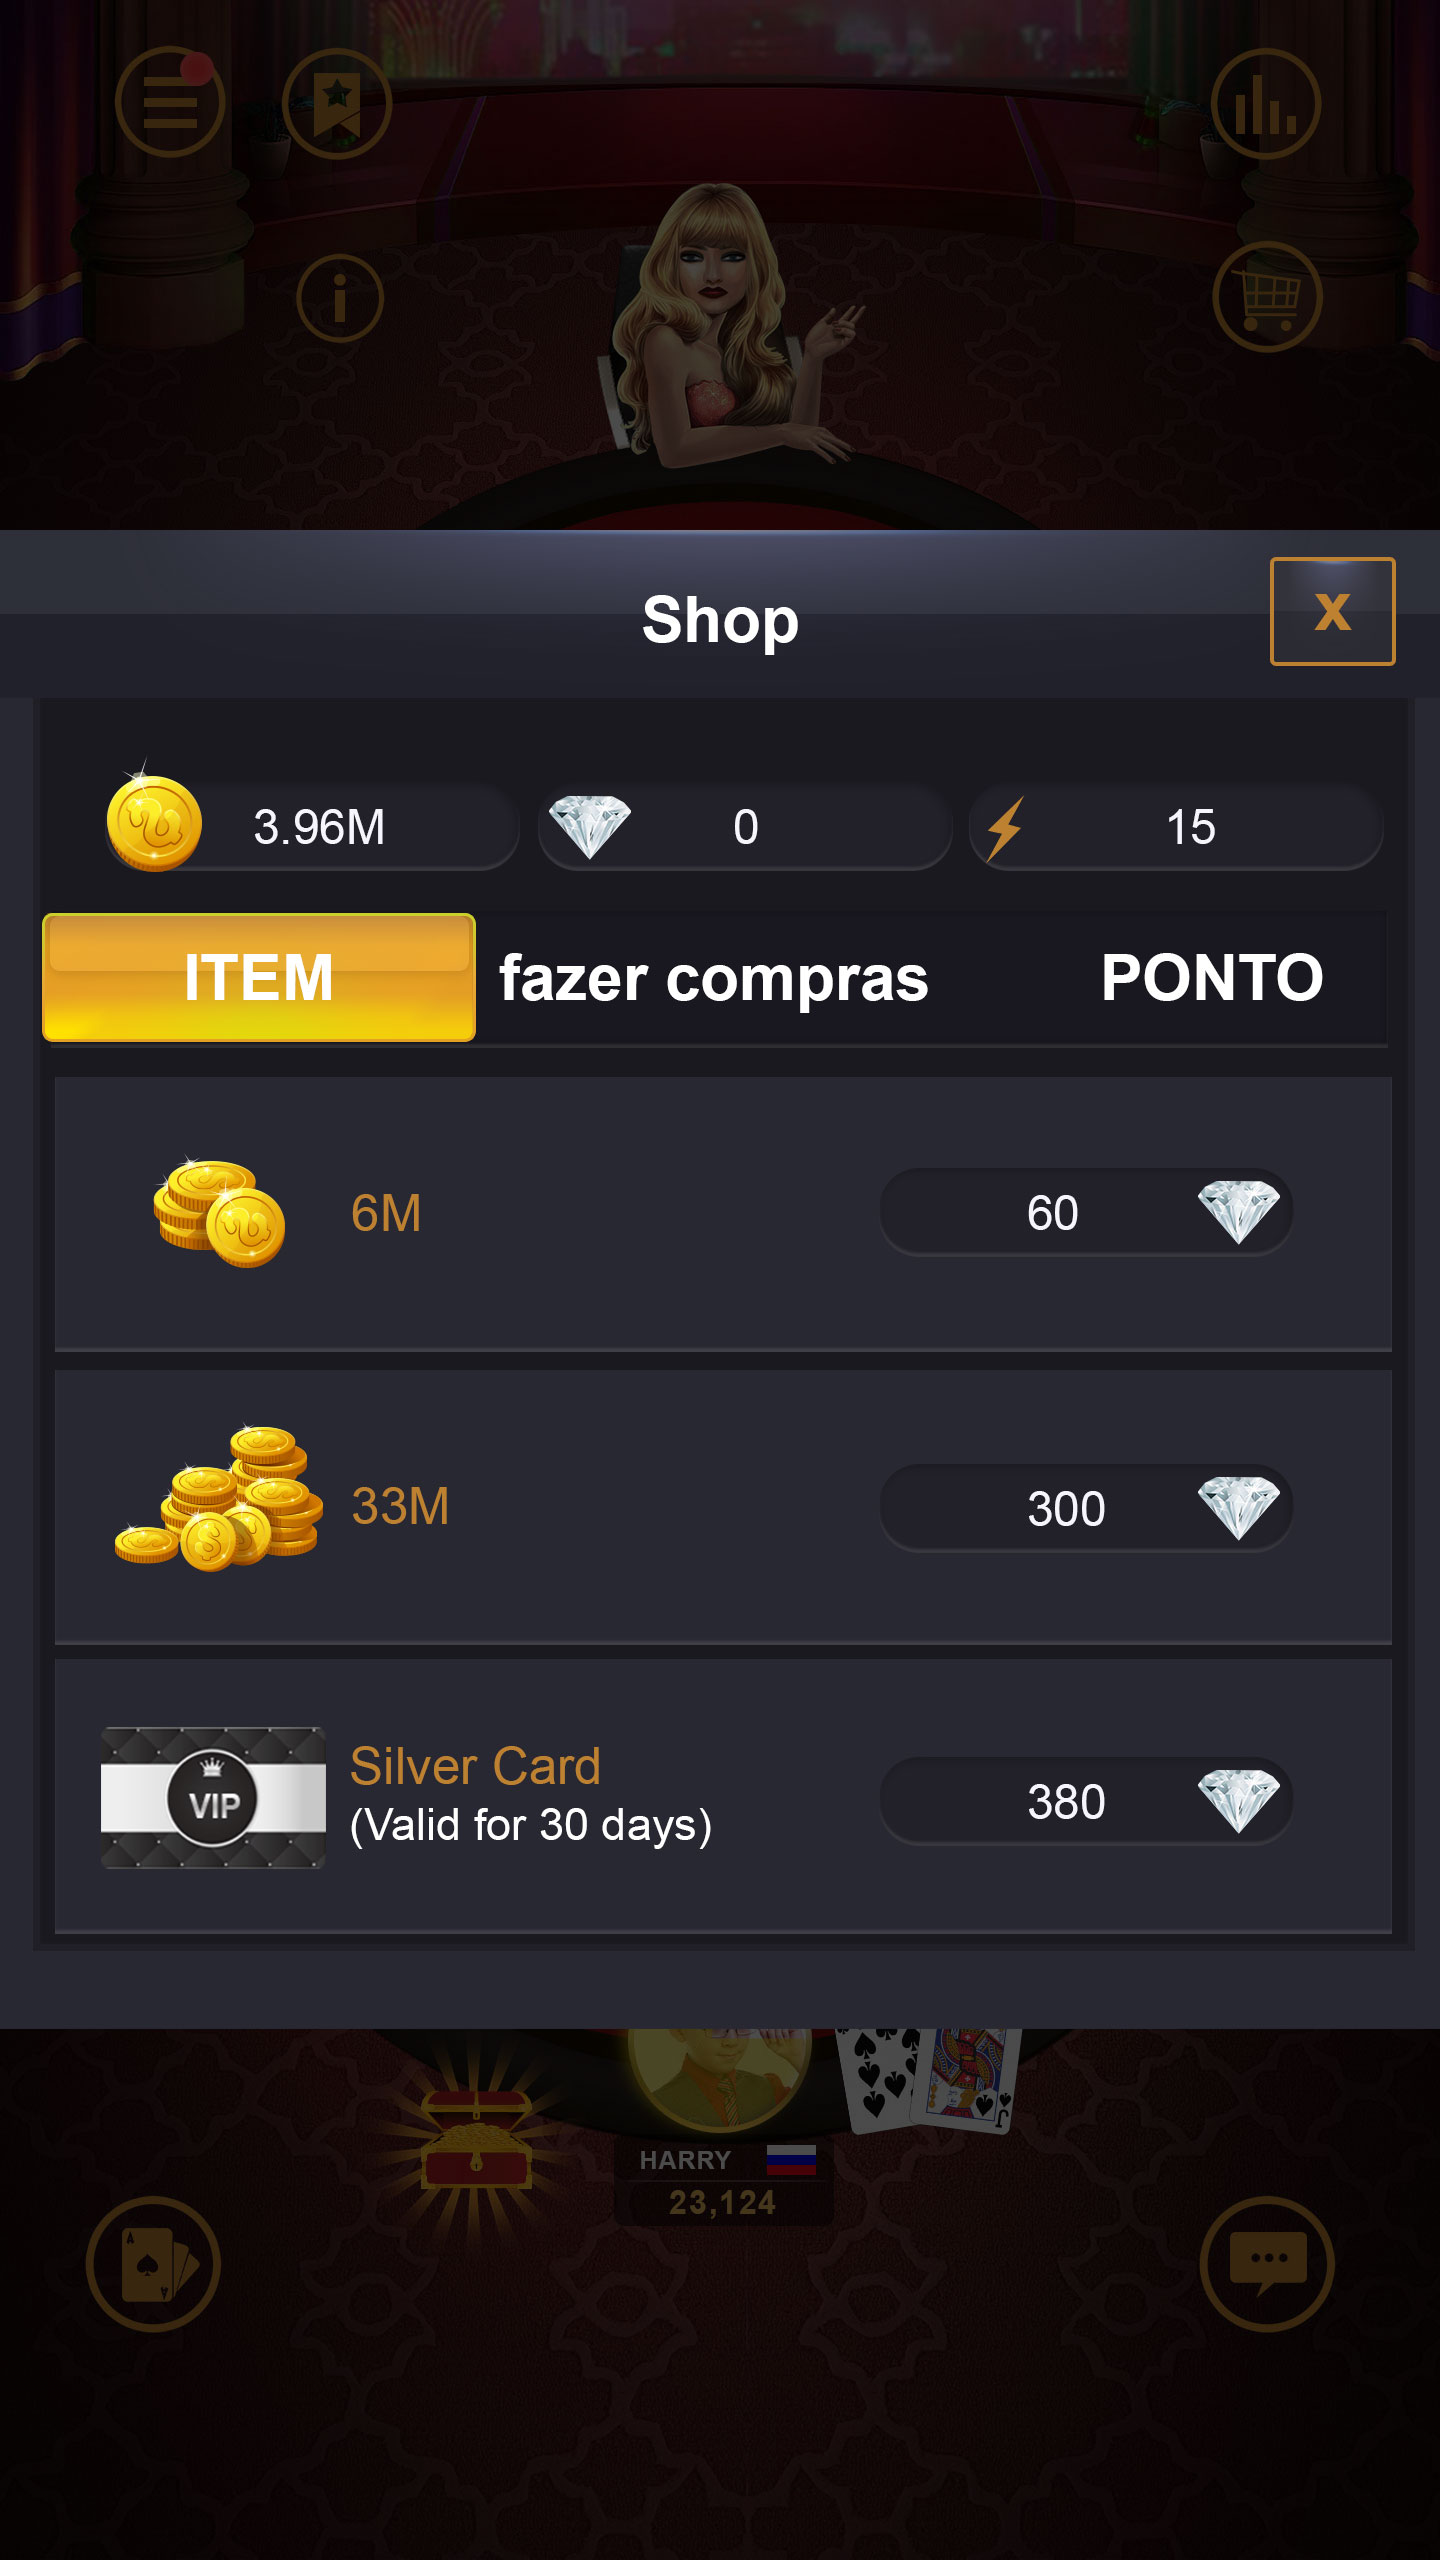 Shop
x
3.96M
0
15
ITEM
fazer compras
PONTO
6M
60
33M
300
VIP
Silver Card
(Valid for 30 days)
380
J
HARRY
23,124
A
A